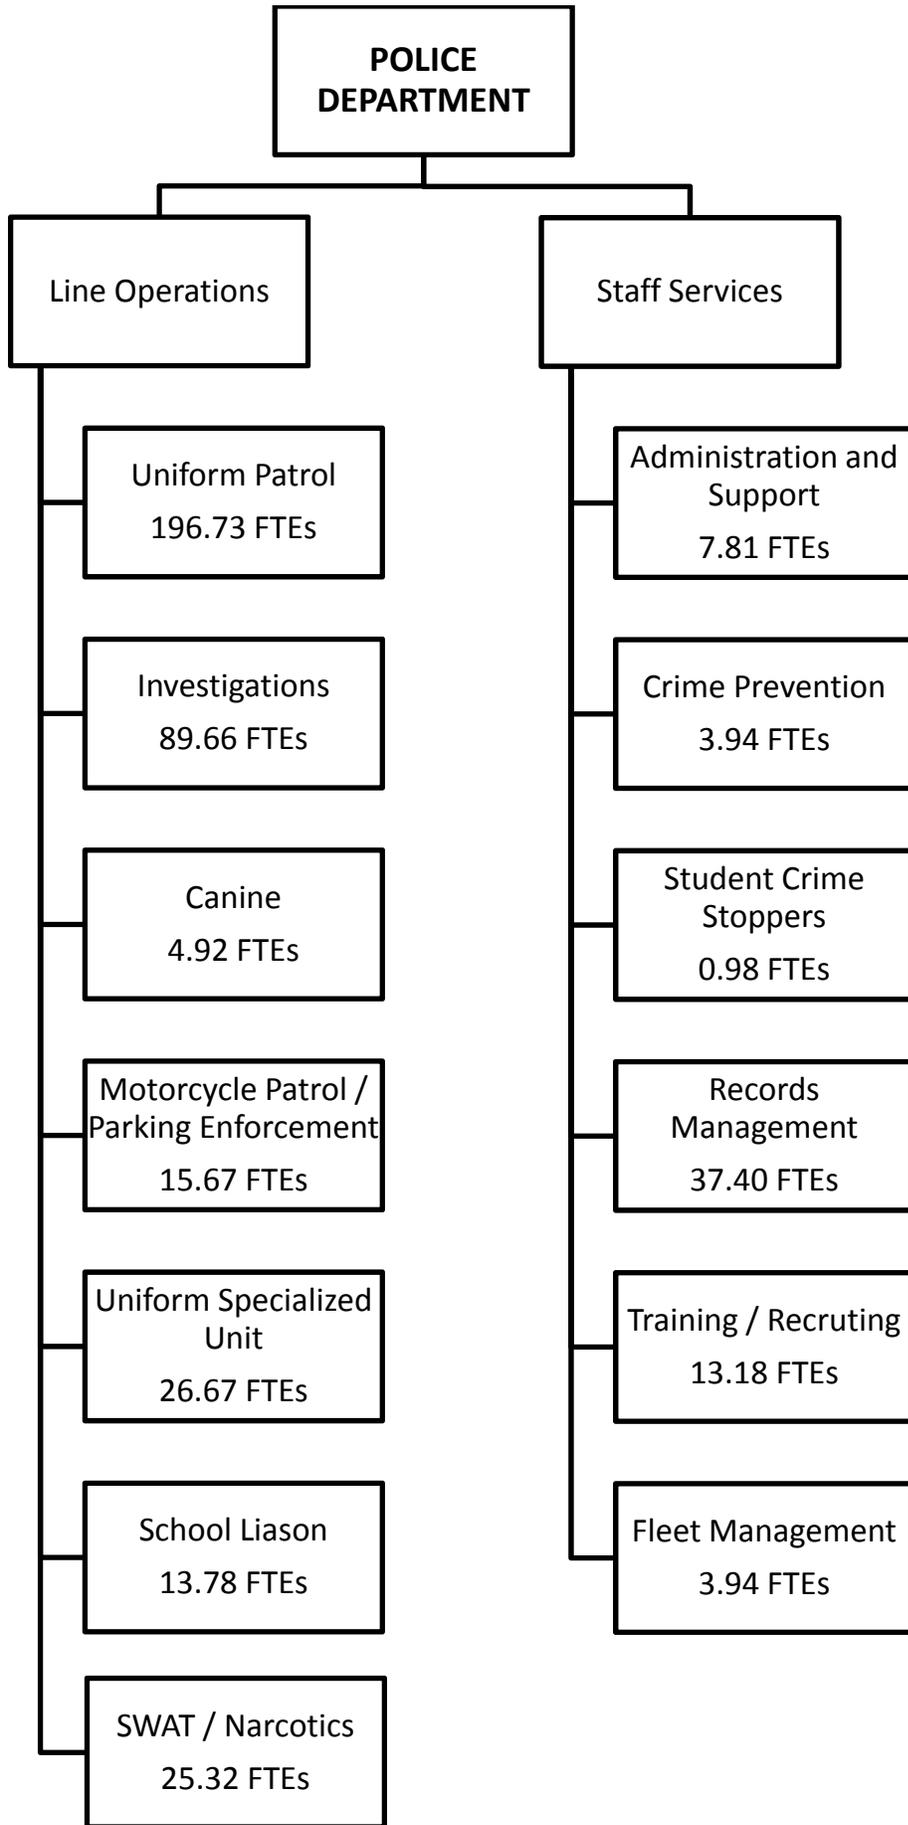 POLICE
DEPARTMENT
Line Operations
Uniform Patrol
196.73 FTEs
Investigations
89.66 FTEs
Canine
4.92 FTEs
Motorcycle Patrol /
Parking Enforcement
15.67 FTEs
Uniform Specialized
Unit
26.67 FTEs
School Liason
13.78 FTEs
SWAT / Narcotics
25.32 FTEs
Staff Services
Administration and
Support
7.81 FTEs
Crime Prevention
3.94 FTEs
Student Crime
Stoppers
0.98 FTEs
Records
Management
37.40 FTEs
Training / Recruting
13.18 FTEs
Fleet Management
3.94 FTEs